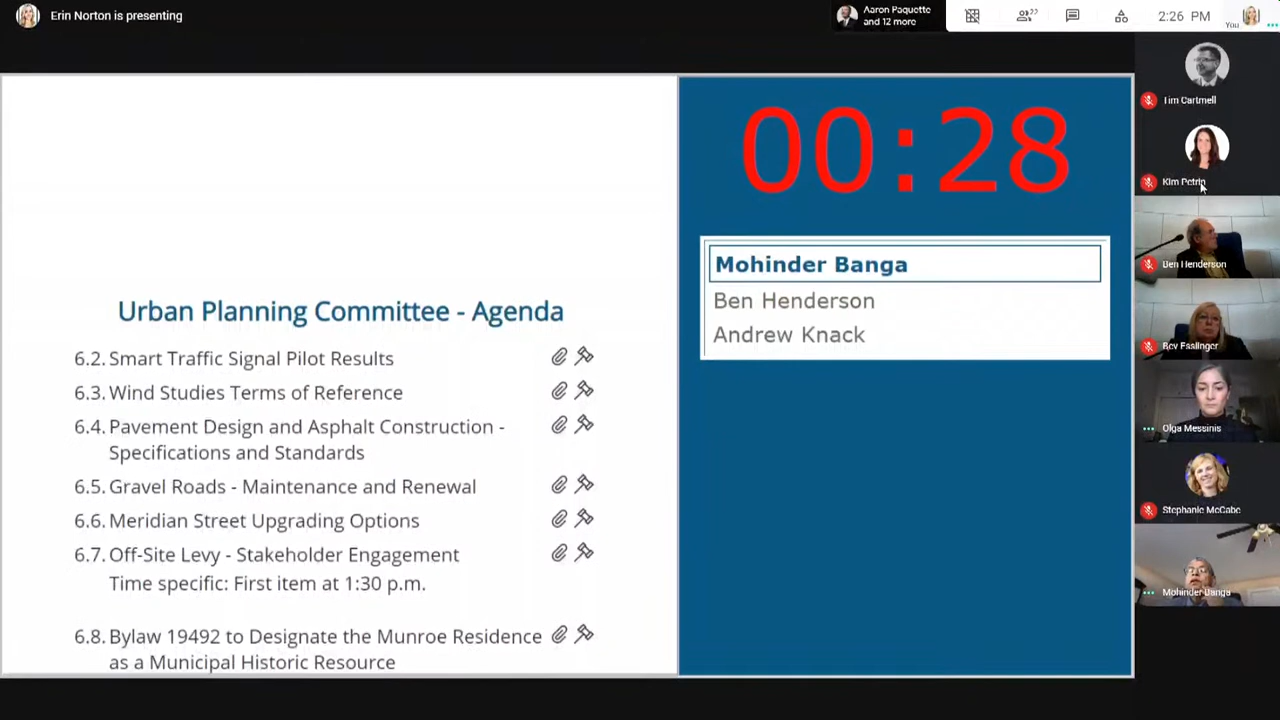 Erin Norton is presenting
Aaron Paquette
and 12 more
2:26 PM
You
00:28
Mohinder Banga
Ben Henderson
Andrew Knack
Urban Planning Committee - Agenda
6.2. Smart Traffic Signal Pilot Results
6.3. Wind Studies Terms of Reference
6.4. Pavement Design and Asphalt Construction -
Specifications and Standards
6.5. Gravel Roads - Maintenance and Renewal
6.6. Meridian Street Upgrading Options
6.7. Off-Site Levy - Stakeholder Engagement
Time specific: First item at 1:30 p.m.
6.8. Bylaw 19492 to Designate the Munroe Residence
as a Municipal Historic Resource
Tim Cartmell
Kim Petrin
Ben Henderson
Bev Esslinger
Olga Messinis
Stephanie McCabe
Mohinder Banga